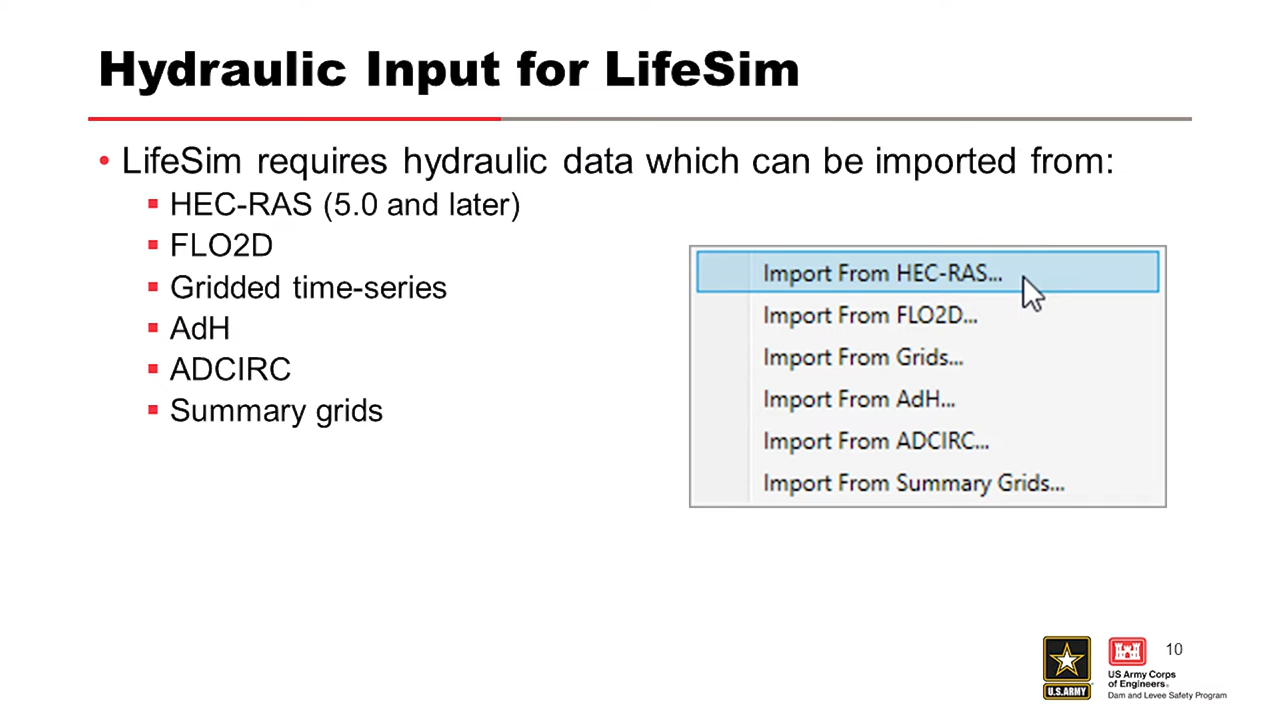 Hydraulic Input for LifeSim
• LifeSim requires hydraulic data which can be imported from:
▪ HEC-RAS (5.0 and later)
▪ FLO2D
▪ Gridded time-series
▪ AdH
▪ ADCIRC
▪ Summary grids
Import From HEC-RAS...
Import From FLO2D...
Import From Grids...
Import From AdH...
Import From ADCIRC...
Import From Summary Grids...
U.S. ARMY
US Army Corps
of Engineers®
Dam and Levee Safety Program
10